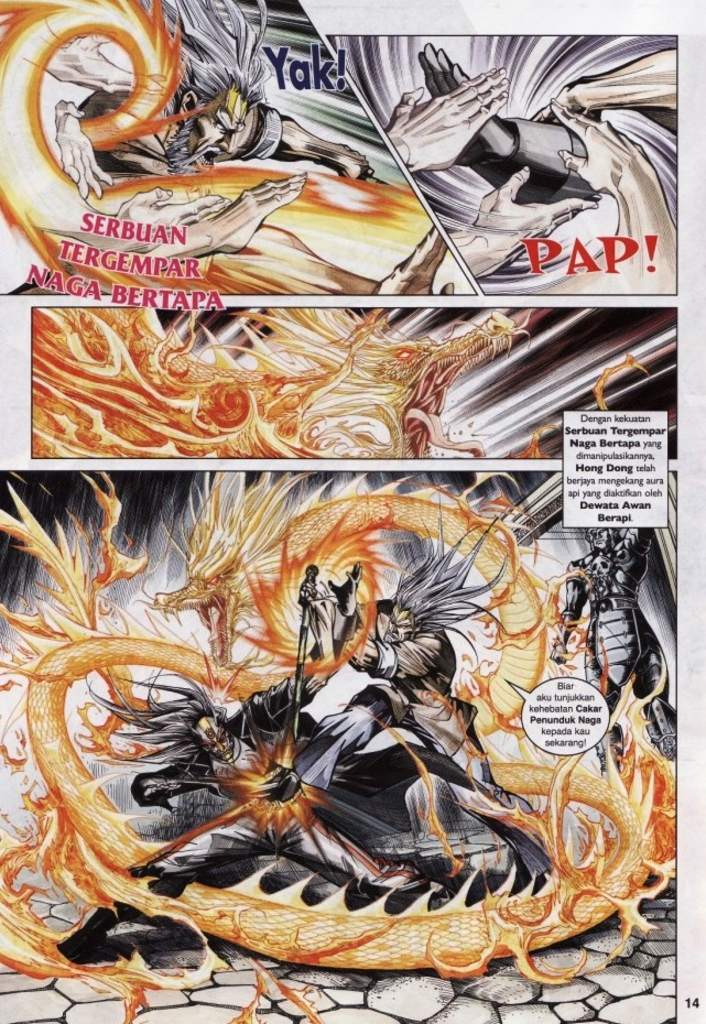 Yak!
SERBUAN
TERGEMPAR
NAGA BERTAPA
PAP!
Dengan kekuatan
Serbuan Tergempar
Naga Bertapa yang
dimanipulasikannya,
Hong Dong telah
berjaya mengekang aura
api yang diaktifkan oleh
Dewata Awan
Berapi.
Biar
aku tunjukkan
kehebatan Cakar
Penunduk Naga
kepada kau
sekarang!
14